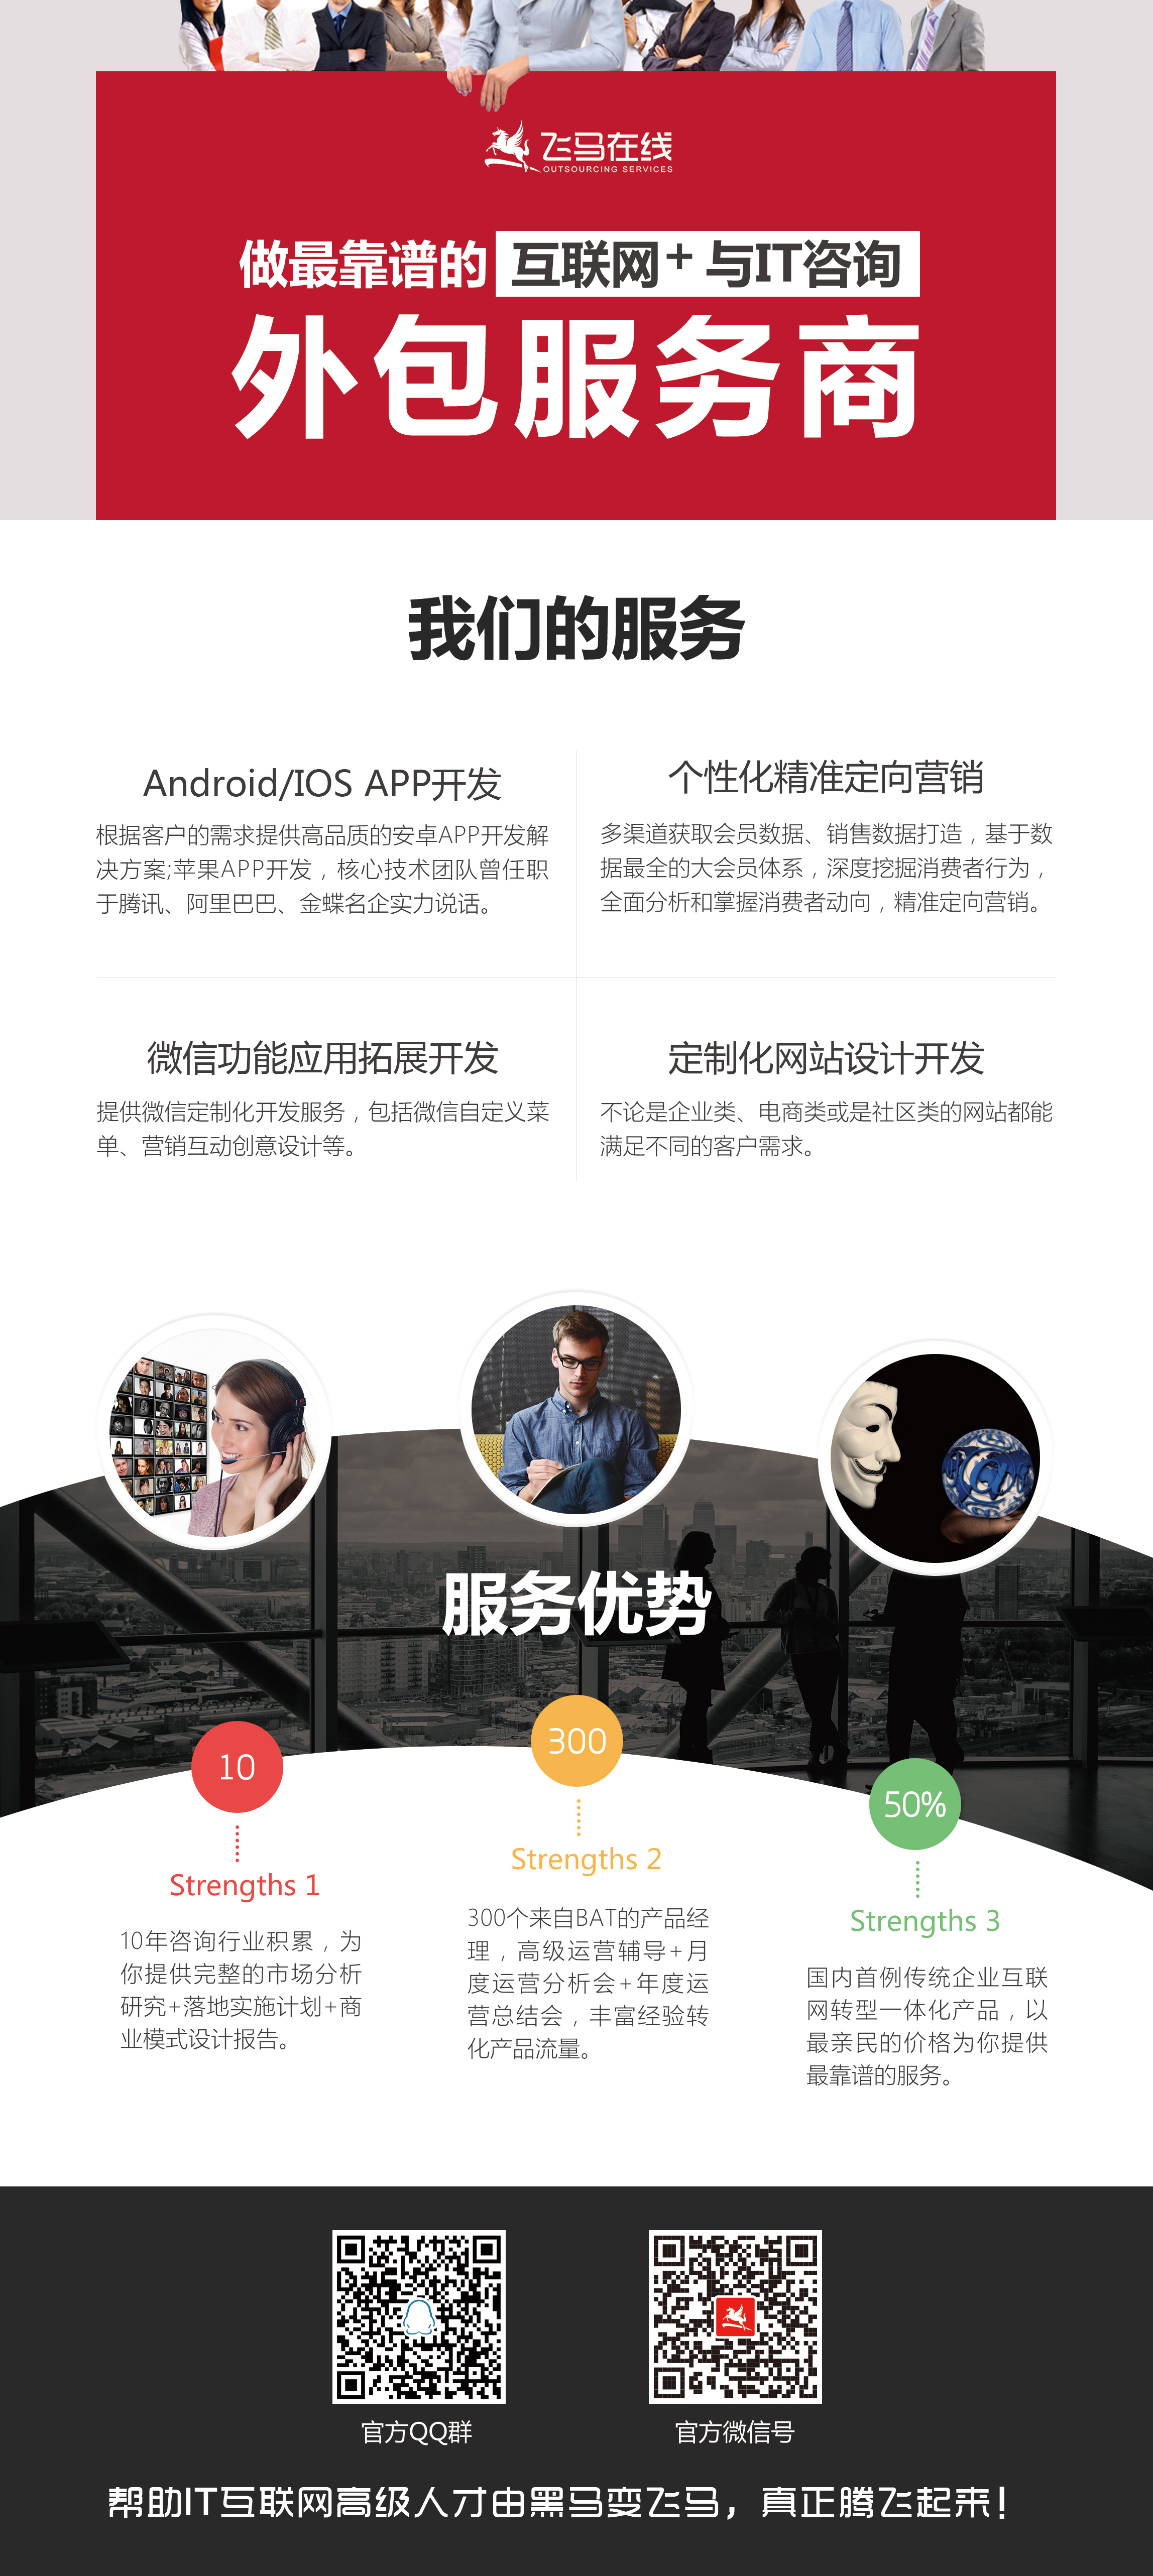 飞马在线
OUTSOURCING SERVICES
做最靠谱的 互联网+与IT咨询
外包服务商
我们的服务
Android/IOS APP开发
根据客户的需求提供高品质的安卓APP开发解
决方案;苹果APP开发，核心技术团队曾任职
于腾讯、阿里巴巴、金蝶名企实力说话。
个性化精准定向营销
多渠道获取会员数据、销售数据打造，基于数
据最全的大会员体系，深度挖掘消费者行为，
全面分析和掌握消费者动向，精准定向营销。
微信功能应用拓展开发
提供微信定制化开发服务，包括微信自定义菜
单、营销互动创意设计等。
定制化网站设计开发
不论是企业类、电商类或是社区类的网站都能
满足不同的客户需求。
服务优势
10
Strengths 1
10年咨询行业积累，为
你提供完整的市场分析
研究+落地实施计划+商
业模式设计报告。
300
Strengths 2
300个来自BAT的产品经
理，高级运营辅导+月
度运营分析会+年度运
营总结会，丰富经验转
化产品流量。
50%
Strengths 3
国内首例传统企业互联
网转型一体化产品，以
最亲民的价格为你提供
最靠谱的服务。
官方QQ群
官方微信号
帮助IT互联网高级人才由黑马变飞马，真正腾飞起来！